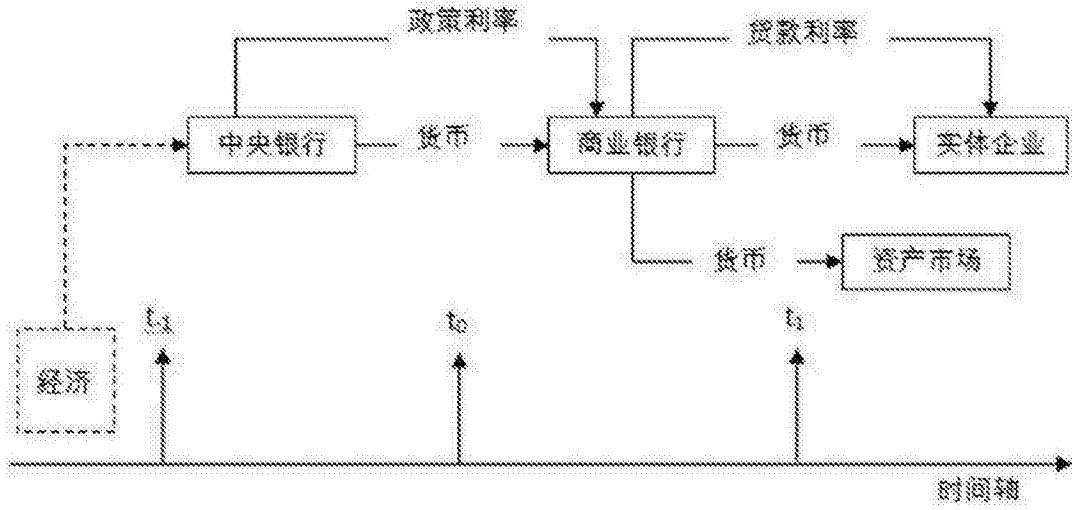 政策利率
贷款利率
中央银行
货币
商业银行
货币
实体企业
货币
资产市场
t-1
t0
t1
经济
时间轴